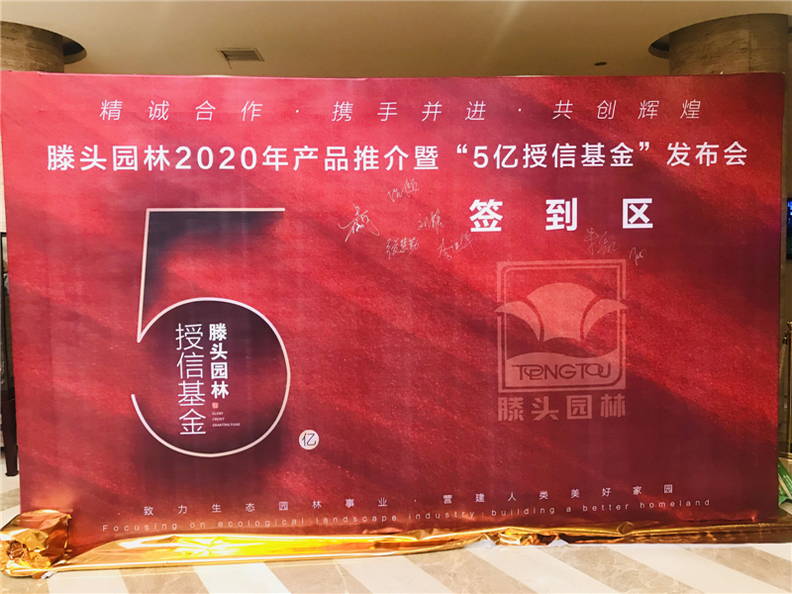 精诚合作·携手并进·共创辉煌
滕头园林2020年产品推介暨“5亿授信基金”发布会
签到区
5
滕头园林
授信基金
亿
TENGTOU
滕头园林
·致力生态园林事业·营建人类美好家园
Focusing on ecological landscape industry·building a better homeland